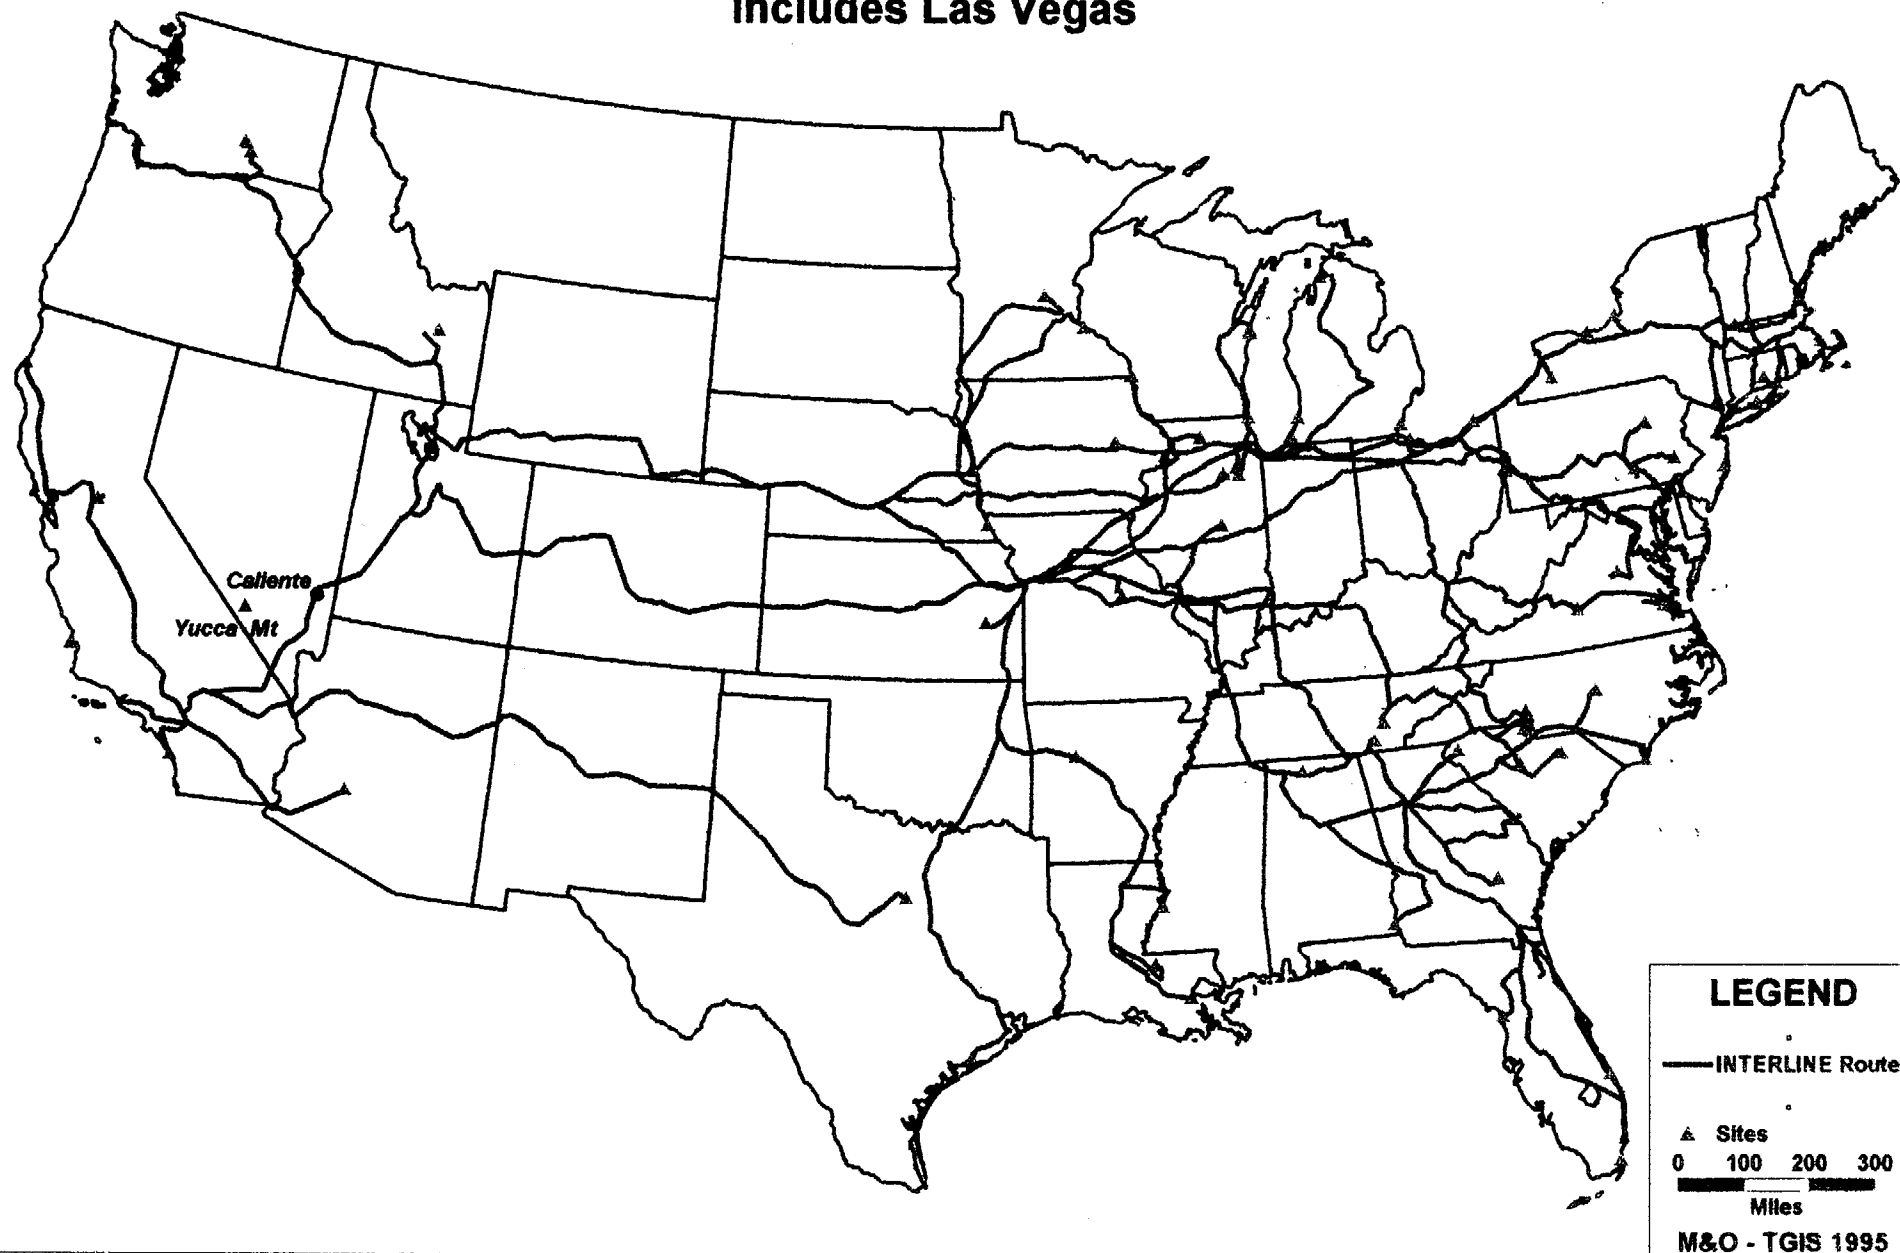 Includes Las Vegas
Caliente
Yucca Mt
LEGEND
INTERLINE Route
Sites
0 100 200 300
Miles
M&O - TGIS 1995